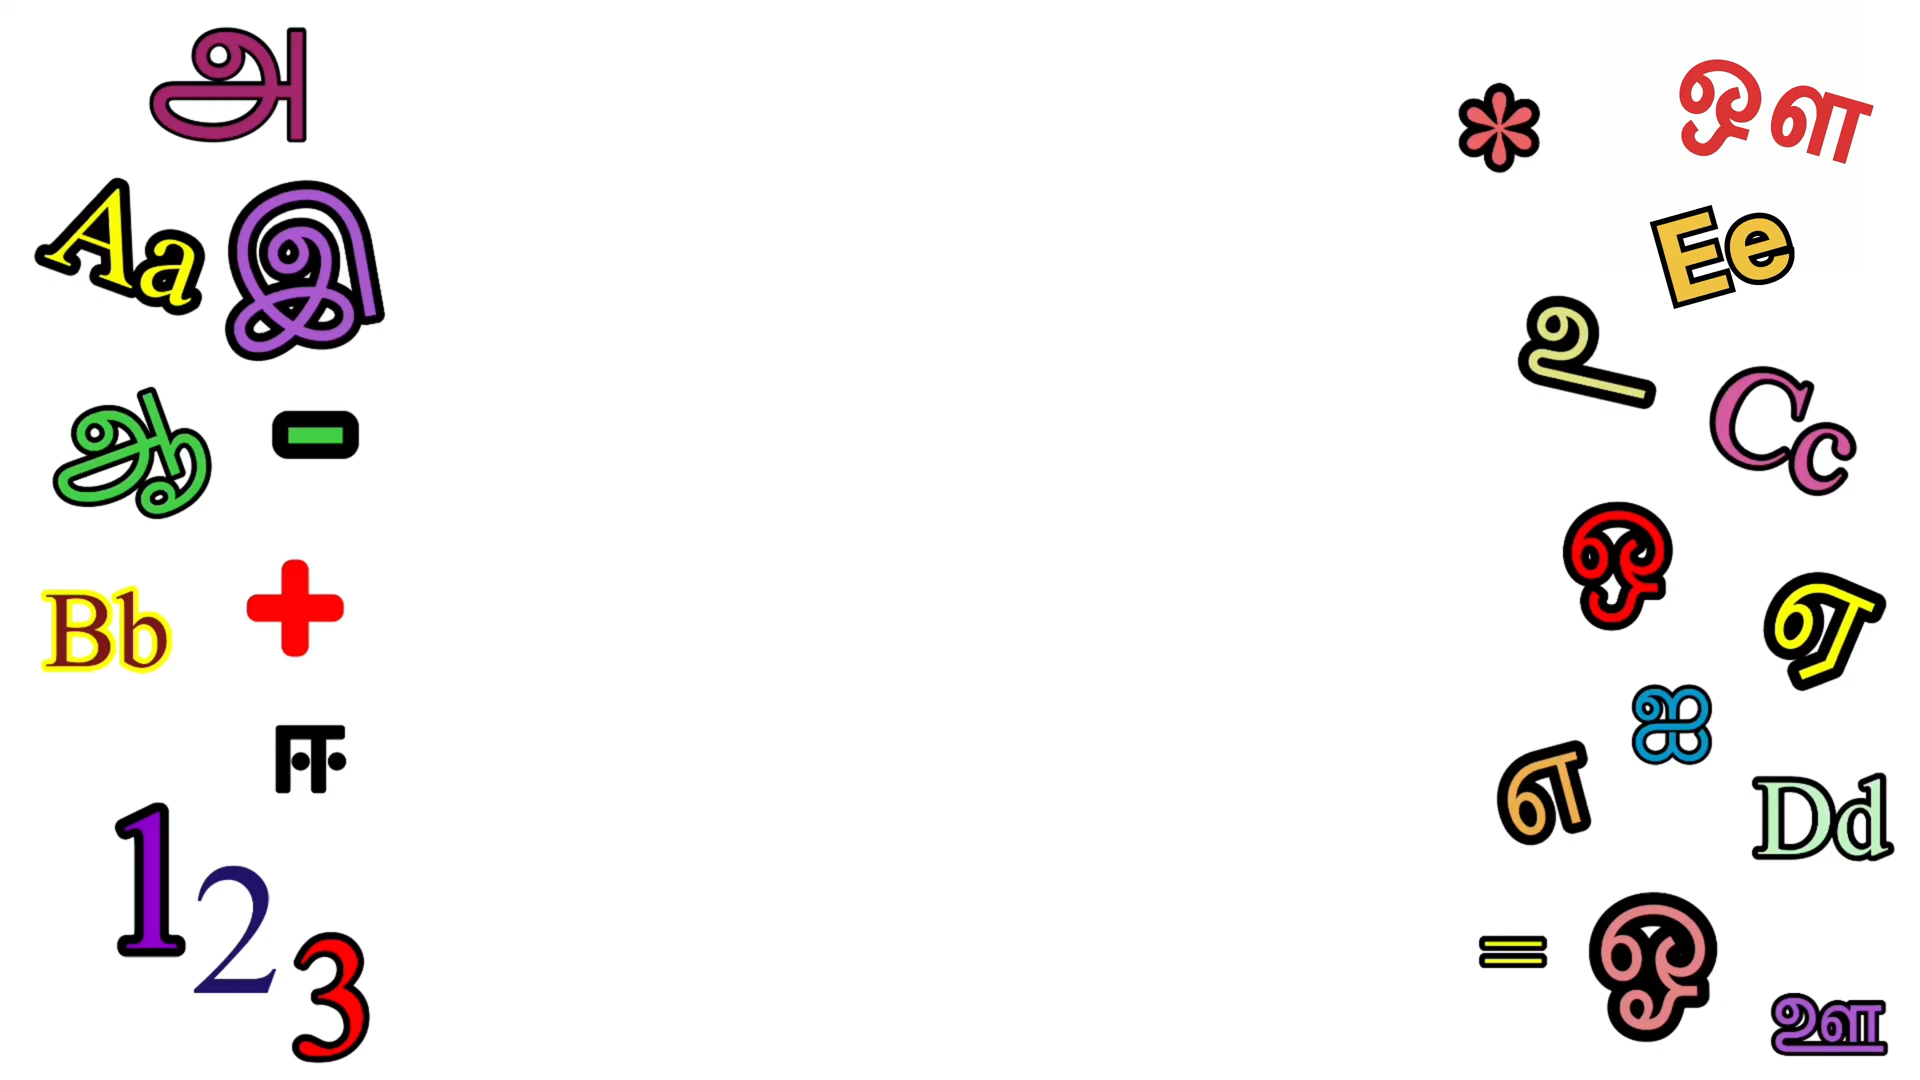 அ
Aa இ
ஆ -
Bb +
ஈ
1 2 3
* ஔ
Ee
உ
Cc
ஒ
ஏ
ஐ
எ
Dd
= ஓ
ஊ